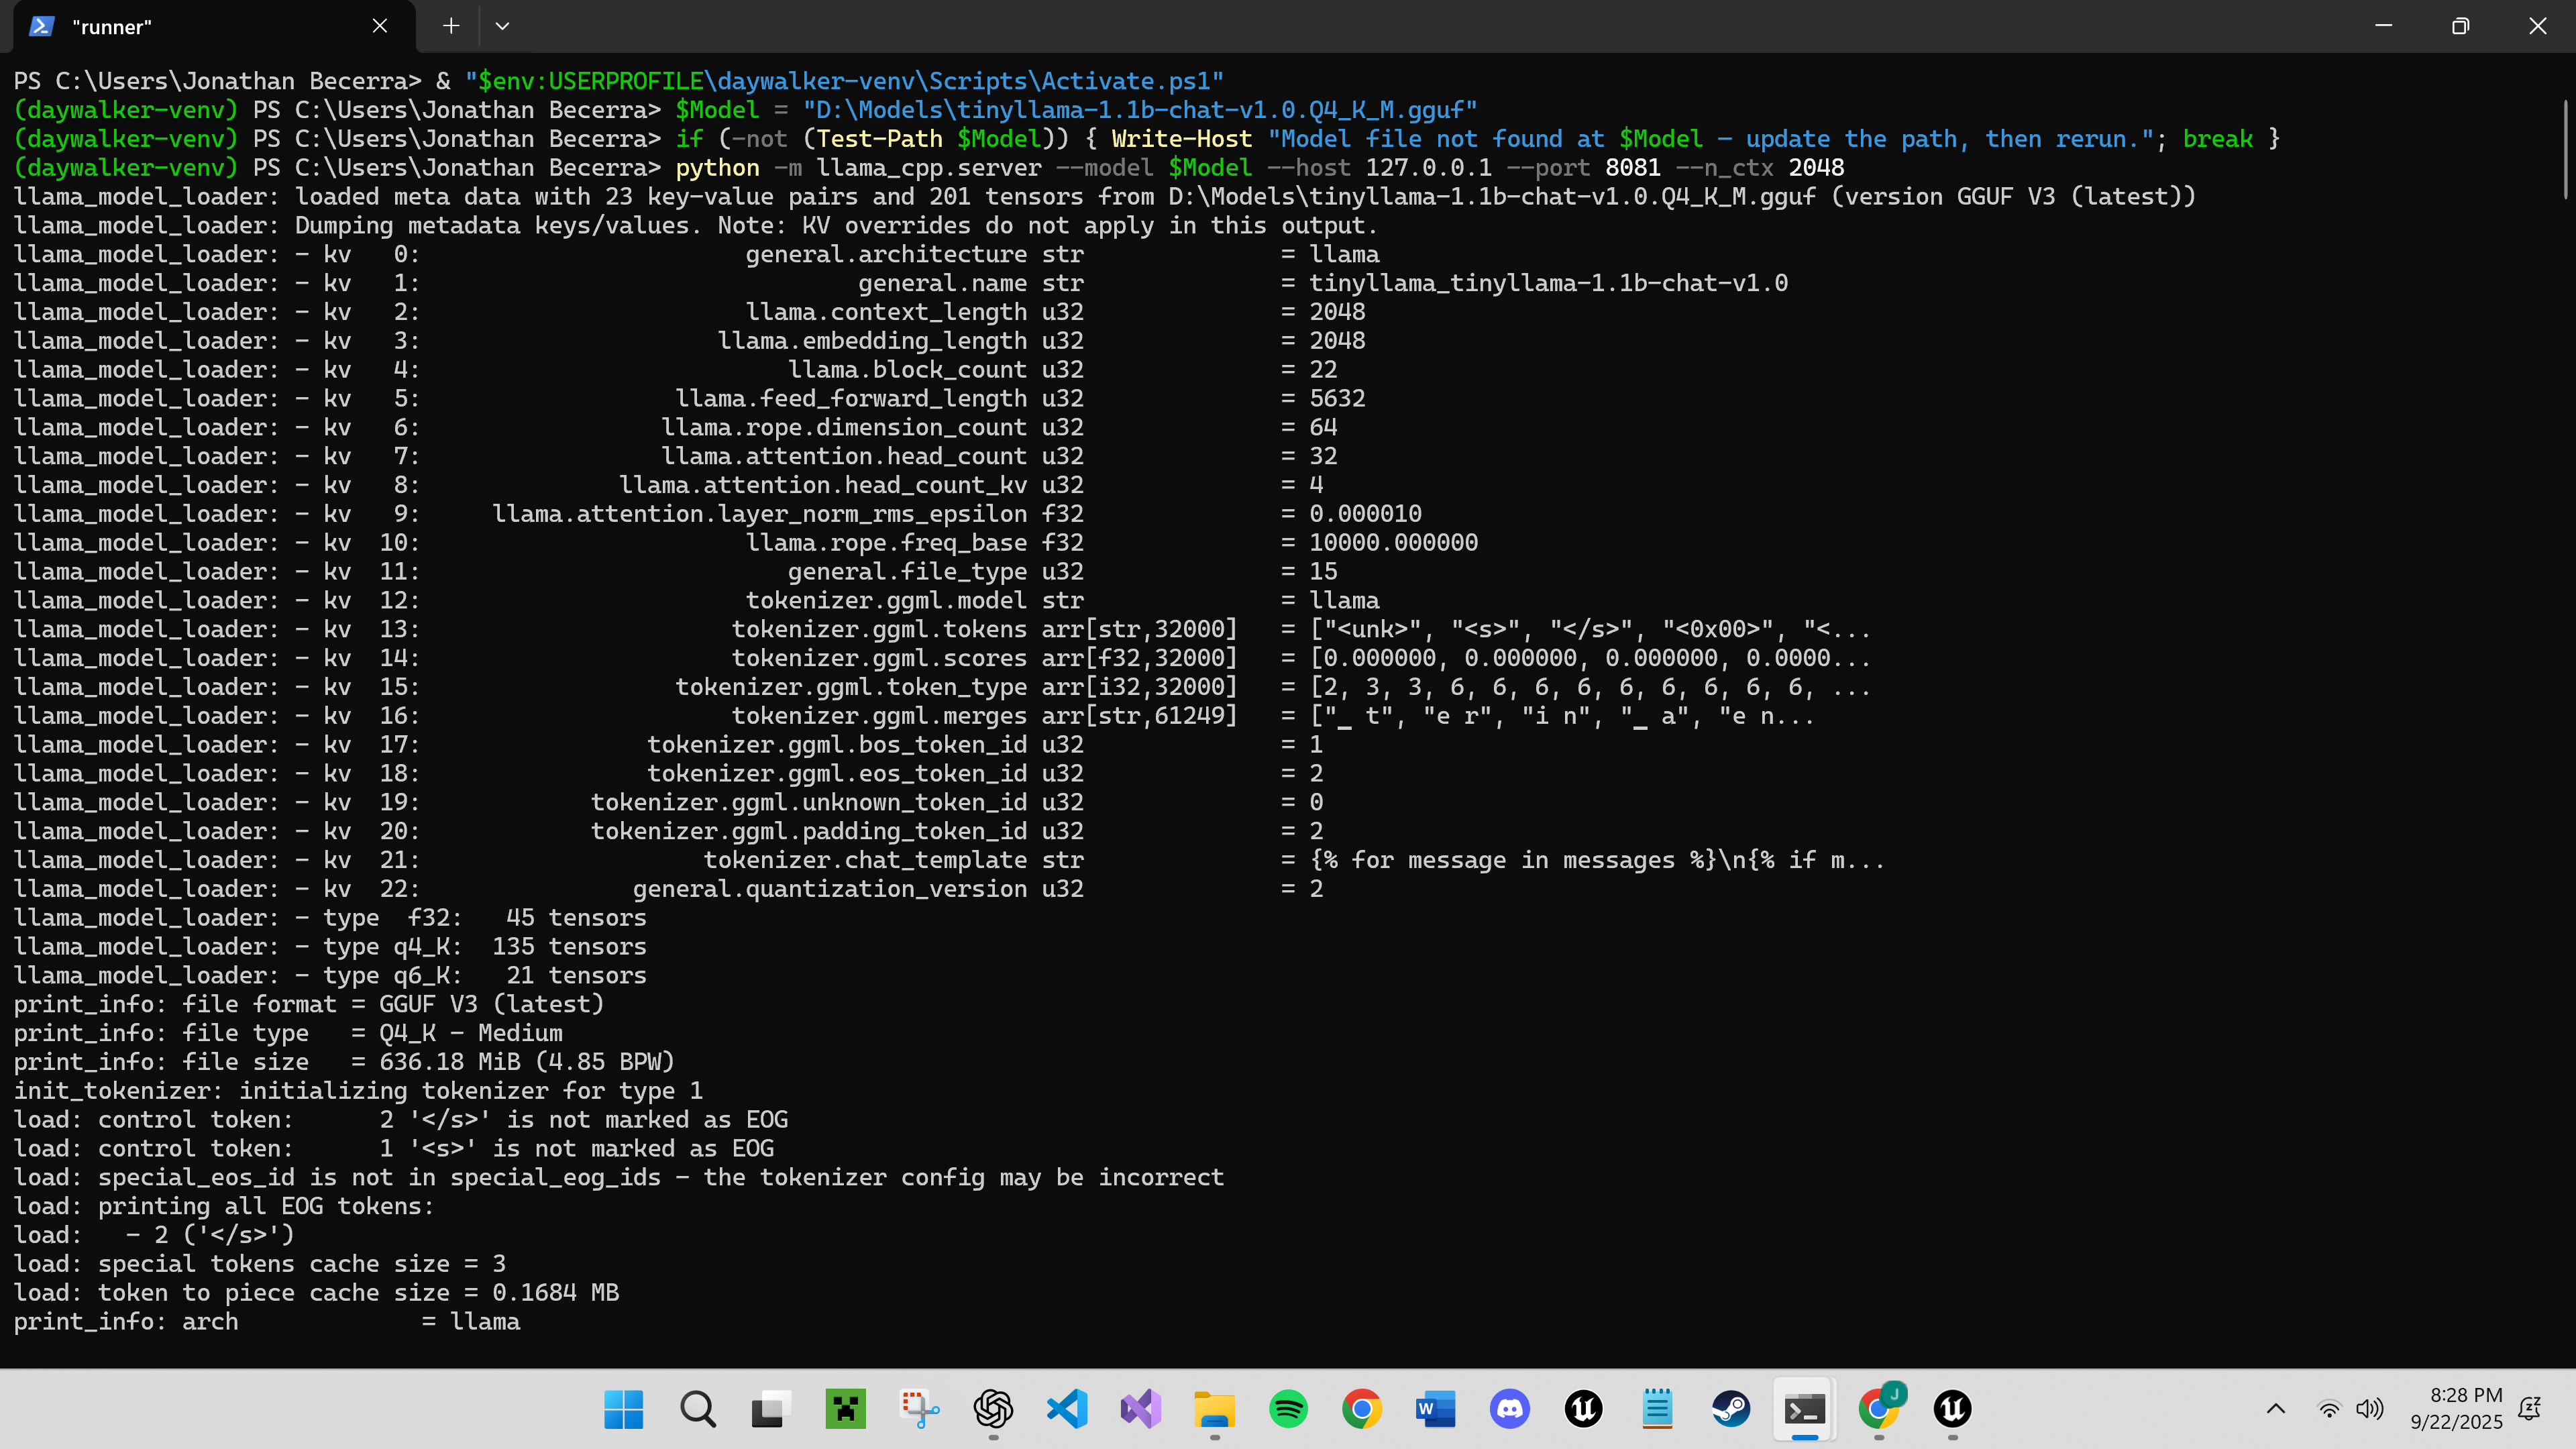 "runner"
PS C:\Users\Jonathan Becerra> & "$env:USERPROFILE\daywalker-venv\Scripts\Activate.ps1"
(daywalker-venv) PS C:\Users\Jonathan Becerra> $Model = "D:\Models\tinyllama-1.1b-chat-v1.0.Q4_K_M.gguf"
(daywalker-venv) PS C:\Users\Jonathan Becerra> if (-not (Test-Path $Model)) { Write-Host "Model file not found at $Model — update the path, then rerun."; break }
(daywalker-venv) PS C:\Users\Jonathan Becerra> python -m llama_cpp.server --model $Model --host 127.0.0.1 --port 8081 --n_ctx 2048
llama_model_loader: loaded meta data with 23 key-value pairs and 201 tensors from D:\Models\tinyllama-1.1b-chat-v1.0.Q4_K_M.gguf (version GGUF V3 (latest))
llama_model_loader: Dumping metadata keys/values. Note: KV overrides do not apply in this output.
llama_model_loader: - kv   0:                       general.architecture str              = llama
llama_model_loader: - kv   1:                               general.name str              = tinyllama_tinyllama-1.1b-chat-v1.0
llama_model_loader: - kv   2:                       llama.context_length u32              = 2048
llama_model_loader: - kv   3:                     llama.embedding_length u32              = 2048
llama_model_loader: - kv   4:                          llama.block_count u32              = 22
llama_model_loader: - kv   5:                  llama.feed_forward_length u32              = 5632
llama_model_loader: - kv   6:                 llama.rope.dimension_count u32              = 64
llama_model_loader: - kv   7:                 llama.attention.head_count u32              = 32
llama_model_loader: - kv   8:              llama.attention.head_count_kv u32              = 4
llama_model_loader: - kv   9:     llama.attention.layer_norm_rms_epsilon f32              = 0.000010
llama_model_loader: - kv  10:                       llama.rope.freq_base f32              = 10000.000000
llama_model_loader: - kv  11:                          general.file_type u32              = 15
llama_model_loader: - kv  12:                       tokenizer.ggml.model str              = llama
llama_model_loader: - kv  13:                      tokenizer.ggml.tokens arr[str,32000]   = ["<unk>", "<s>", "</s>", "<0x00>", "<...
llama_model_loader: - kv  14:                      tokenizer.ggml.scores arr[f32,32000]   = [0.000000, 0.000000, 0.000000, 0.0000...
llama_model_loader: - kv  15:                  tokenizer.ggml.token_type arr[i32,32000]   = [2, 3, 3, 6, 6, 6, 6, 6, 6, 6, 6, 6, ...
llama_model_loader: - kv  16:                      tokenizer.ggml.merges arr[str,61249]   = ["▁ t", "e r", "i n", "▁ a", "e n...
llama_model_loader: - kv  17:                tokenizer.ggml.bos_token_id u32              = 1
llama_model_loader: - kv  18:                tokenizer.ggml.eos_token_id u32              = 2
llama_model_loader: - kv  19:            tokenizer.ggml.unknown_token_id u32              = 0
llama_model_loader: - kv  20:            tokenizer.ggml.padding_token_id u32              = 2
llama_model_loader: - kv  21:                    tokenizer.chat_template str              = {% for message in messages %}\n{% if m...
llama_model_loader: - kv  22:               general.quantization_version u32              = 2
llama_model_loader: - type  f32:   45 tensors
llama_model_loader: - type q4_K:  135 tensors
llama_model_loader: - type q6_K:   21 tensors
print_info: file format = GGUF V3 (latest)
print_info: file type   = Q4_K - Medium
print_info: file size   = 636.18 MiB (4.85 BPW)
init_tokenizer: initializing tokenizer for type 1
load: control token:      2 '</s>' is not marked as EOG
load: control token:      1 '<s>' is not marked as EOG
load: special_eos_id is not in special_eog_ids - the tokenizer config may be incorrect
load: printing all EOG tokens:
load:   - 2 ('</s>')
load: special tokens cache size = 3
load: token to piece cache size = 0.1684 MB
print_info: arch             = llama
8:28 PM
9/22/2025